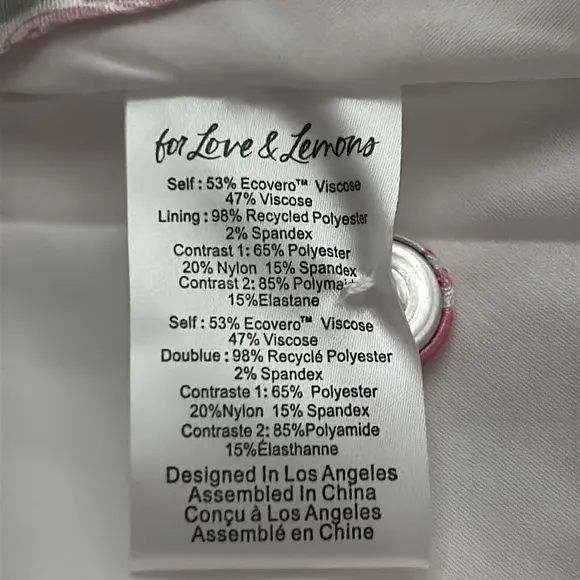 for Love & Lemons
Self : 53% Ecovero™ Viscose
47% Viscose
Lining : 98% Recycled Polyester
2% Spandex
Contrast 1: 65% Polyester
20% Nylon 15% Spandex
Contrast 2: 85%
15%Elastane
Self : 53% Ecovero™ Viscose
47% Viscose
Doublue : 98% Recyclé Polyester
2% Spandex
Contraste 1: 65% Polyester
20%Nylon 15% Spandex
Contraste 2: 85%Polyamide
15%Élasthanne
Designed In Los Angeles
Assembled In China
Conçu à Los Angeles
Assemblé en Chine